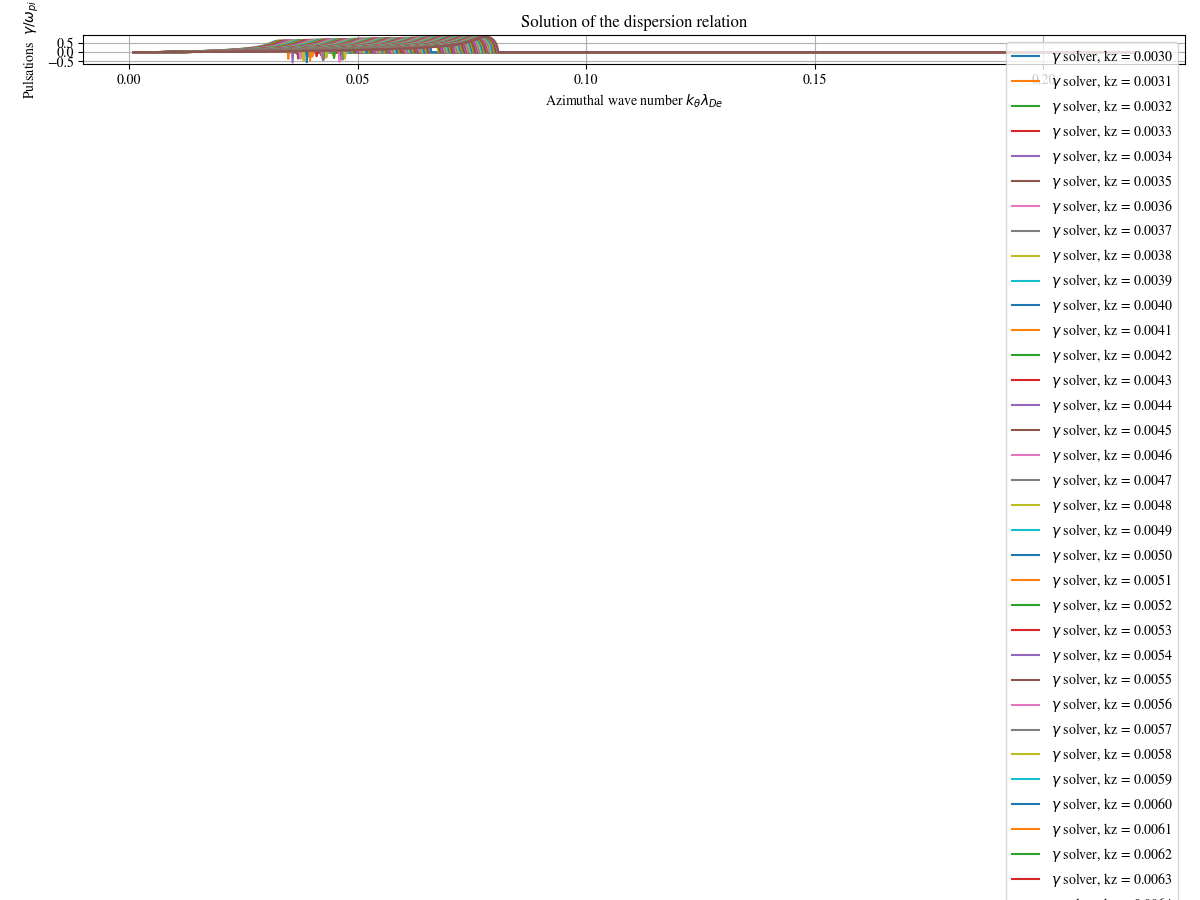 Solution of the dispersion relation
Pulsations γ/ω_pi
0.5
0.0
−0.5
0.00
0.05
0.10
0.15
0.20
Azimuthal wave number k_θλ_De
γ solver, kz = 0.0030
γ solver, kz = 0.0031
γ solver, kz = 0.0032
γ solver, kz = 0.0033
γ solver, kz = 0.0034
γ solver, kz = 0.0035
γ solver, kz = 0.0036
γ solver, kz = 0.0037
γ solver, kz = 0.0038
γ solver, kz = 0.0039
γ solver, kz = 0.0040
γ solver, kz = 0.0041
γ solver, kz = 0.0042
γ solver, kz = 0.0043
γ solver, kz = 0.0044
γ solver, kz = 0.0045
γ solver, kz = 0.0046
γ solver, kz = 0.0047
γ solver, kz = 0.0048
γ solver, kz = 0.0049
γ solver, kz = 0.0050
γ solver, kz = 0.0051
γ solver, kz = 0.0052
γ solver, kz = 0.0053
γ solver, kz = 0.0054
γ solver, kz = 0.0055
γ solver, kz = 0.0056
γ solver, kz = 0.0057
γ solver, kz = 0.0058
γ solver, kz = 0.0059
γ solver, kz = 0.0060
γ solver, kz = 0.0061
γ solver, kz = 0.0062
γ solver, kz = 0.0063